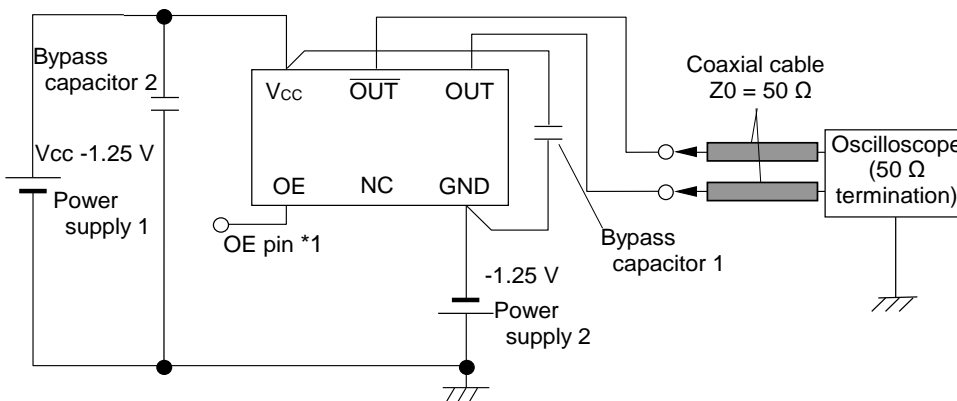 Bypass
capacitor 2
Vcc -1.25 V
Power
supply 1
VCC
OUT
OUT
OE
NC
GND
OE pin *1
-1.25 V
Power
supply 2
Bypass
capacitor 1
Coaxial cable
Z0 = 50 Ω
Oscilloscope
(50 Ω
termination)